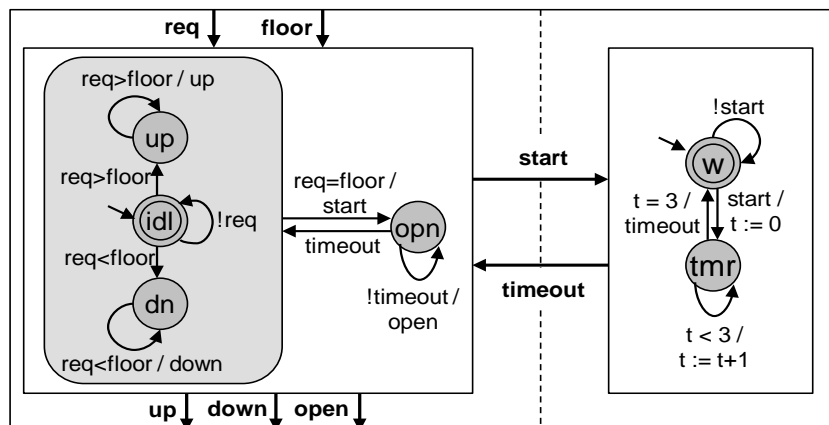 req floor
req>floor / up
up
req>floor
idl
!req
req<floor
dn
req<floor / down
req=floor /
start
timeout
opn
!timeout /
open
start
timeout
!start
w
t = 3 /
timeout
start /
t := 0
tmr
t < 3 /
t := t+1
up down open